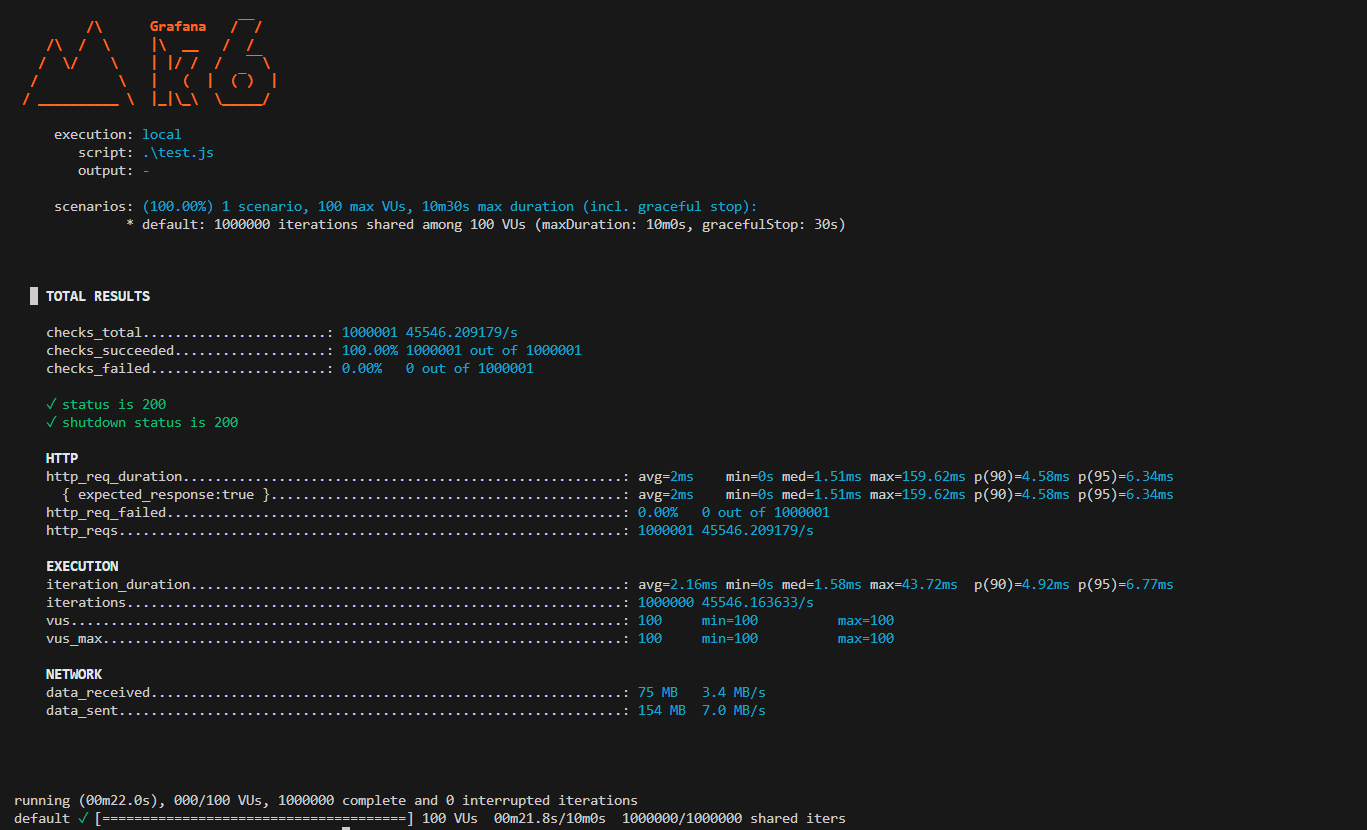 Grafana
execution: local
script: .\test.js
output: -
scenarios: (100.00%) 1 scenario, 100 max VUs, 10m30s max duration (incl. graceful stop):
* default: 1000000 iterations shared among 100 VUs (maxDuration: 10m0s, gracefulStop: 30s)
TOTAL RESULTS
checks_total.......................: 1000001 45546.209179/s
checks_succeeded...................: 100.00% 1000001 out of 1000001
checks_failed......................: 0.00% 0 out of 1000001
✓ status is 200
✓ shutdown status is 200
HTTP
http_req_duration.......................................................: avg=2ms min=0s med=1.51ms max=159.62ms p(90)=4.58ms p(95)=6.34ms
{ expected_response:true }............................................: avg=2ms min=0s med=1.51ms max=159.62ms p(90)=4.58ms p(95)=6.34ms
http_req_failed.........................................................: 0.00% 0 out of 1000001
http_reqs...............................................................: 1000001 45546.209179/s
EXECUTION
iteration_duration......................................................: avg=2.16ms min=0s med=1.58ms max=43.72ms p(90)=4.92ms p(95)=6.77ms
iterations..............................................................: 1000000 45546.163633/s
vus.....................................................................: 100 min=100 max=100
vus_max.................................................................: 100 min=100 max=100
NETWORK
data_received...........................................................: 75 MB 3.4 MB/s
data_sent...............................................................: 154 MB 7.0 MB/s
running (00m22.0s), 000/100 VUs, 1000000 complete and 0 interrupted iterations
default ✓ [======================================] 100 VUs 00m21.8s/10m0s 1000000/1000000 shared iters